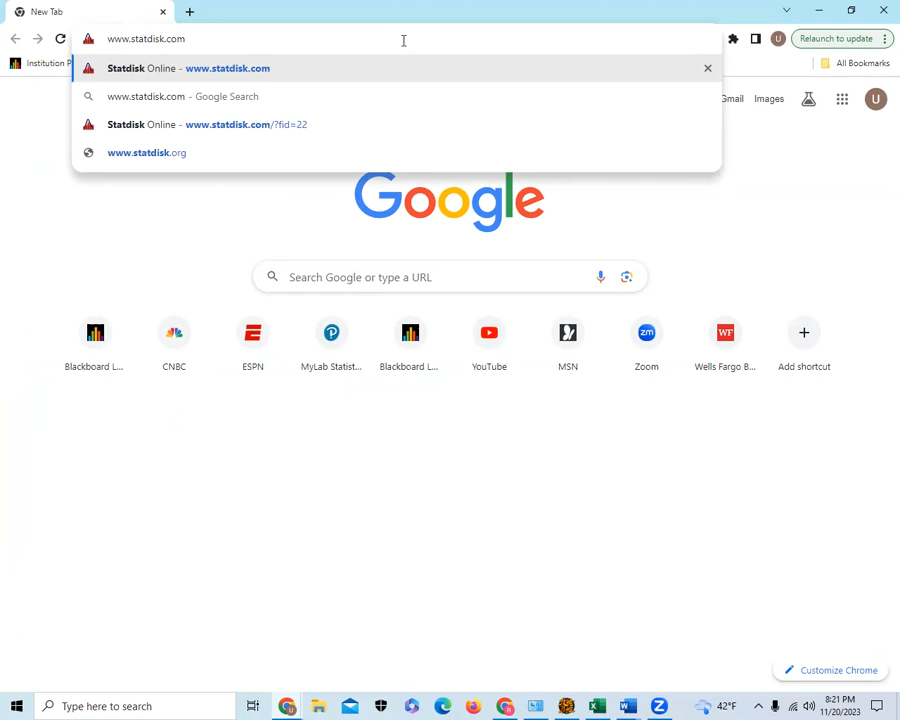 New Tab
www.statdisk.com
Relaunch to update
Institution P
All Bookmarks
Statdisk Online - www.statdisk.com
www.statdisk.com - Google Search
Statdisk Online - www.statdisk.com/?fid=22
www.statdisk.org
Gmail
Images
U
U
Google
Search Google or type a URL
zm
WF
Blackboard L...
CNBC
ESPN
MyLab Statist...
Blackboard L...
YouTube
MSN
Zoom
Wells Fargo B...
Add shortcut
Customize Chrome
Type here to search
42°F
8:21 PM
11/20/2023